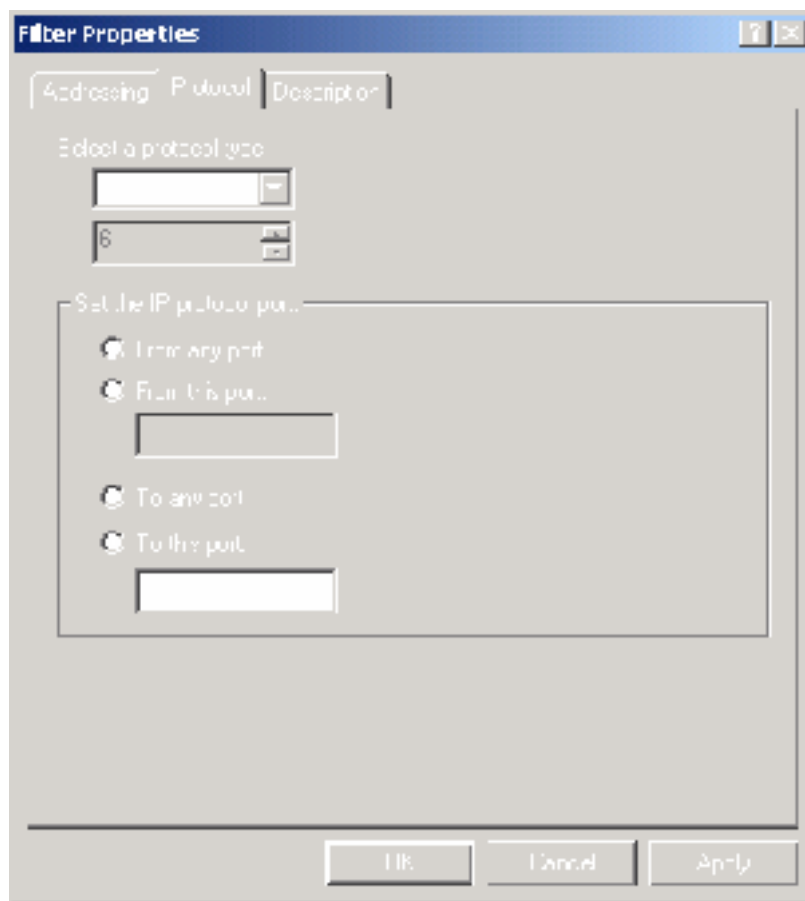 Filter Properties
Addressing Protocol Description
Select a protocol type
6
Set the IP protocol port:
From any port
From this port:
To any port
To this port:
OK Cancel Apply